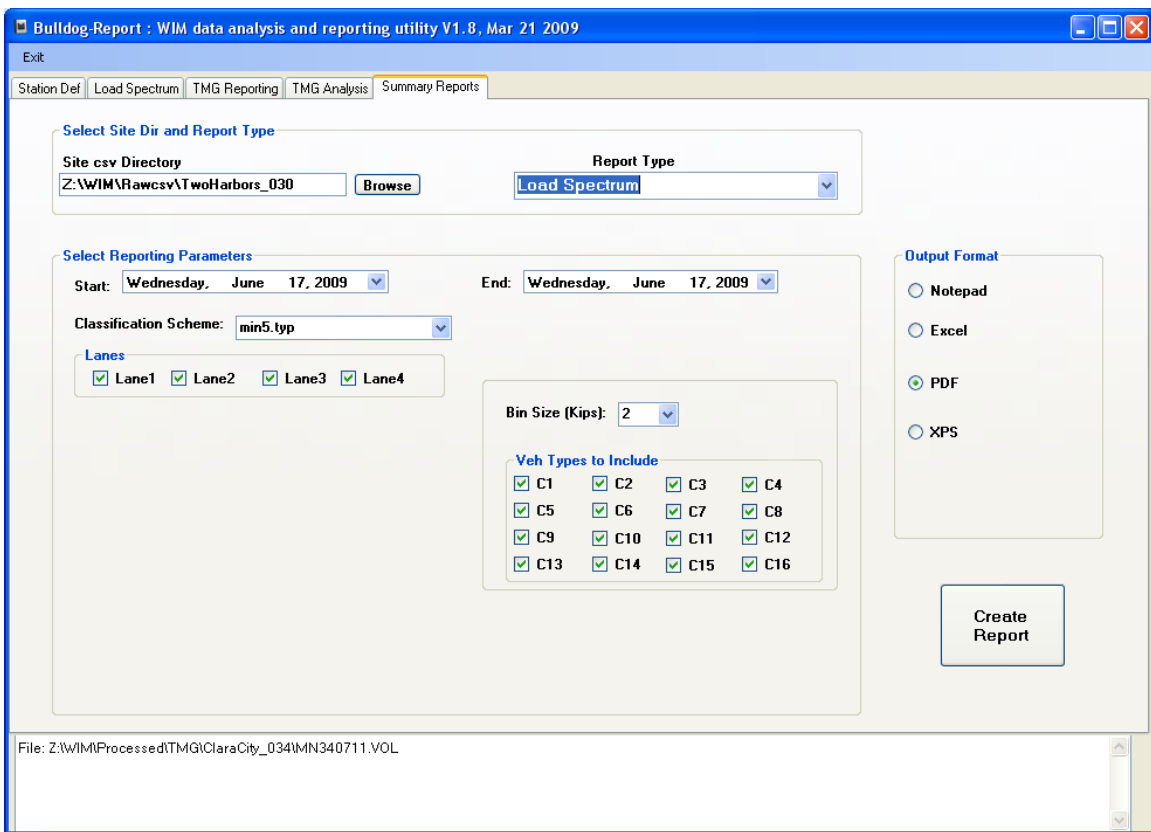 Bulldog-Report : WIM data analysis and reporting utility V1.8, Mar 21 2009
Exit
Station Def Load Spectrum TMG Reporting TMG Analysis Summary Reports
Select Site Dir and Report Type
Site csv Directory Report Type
Z:\WIM\Rawcsv\TwoHarbors_030 Browse Load Spectrum
Select Reporting Parameters Output Format
Start: Wednesday, June 17, 2009 End: Wednesday, June 17, 2009 Notepad
Classification Scheme: min5.typ Excel
Lanes
Lane1 Lane2 Lane3 Lane4 PDF
Bin Size (Kips): 2 XPS
Veh Types to Include
C1 C2 C3 C4
C5 C6 C7 C8
C9 C10 C11 C12
C13 C14 C15 C16
Create
Report
File: Z:\WIM\Processed\TMG\ClaraCity_034\MN340711.VOL